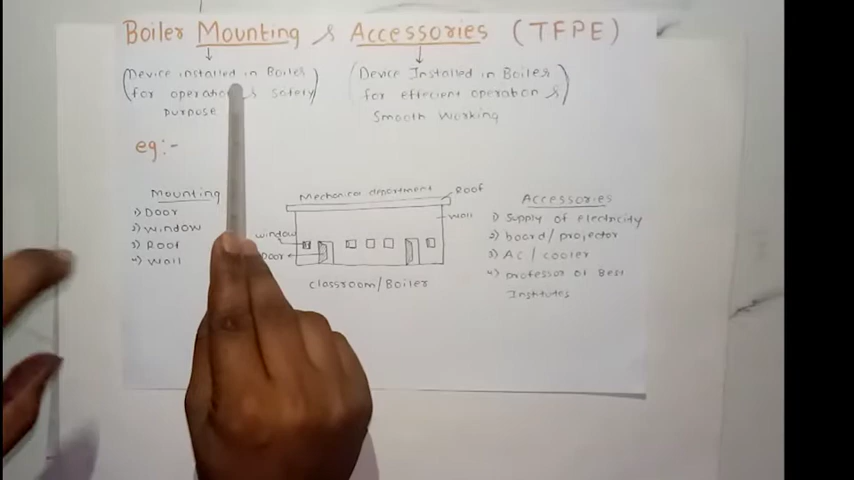 Boiler Mounting & Accessories (TFPE)
(Device installed in Boiler
for operation & safety
purpose)
(Device Installed in Boiler
for efficient operation &
smooth working)
eg:-
Mounting
1) Door
2) window
3) Roof
4) wall
Mechanical department
Roof
wall
window
Door
classroom/Boiler
Accessories
1) supply of electricity
2) board/projector
3) AC / cooler
4) professor of Best
Institutes